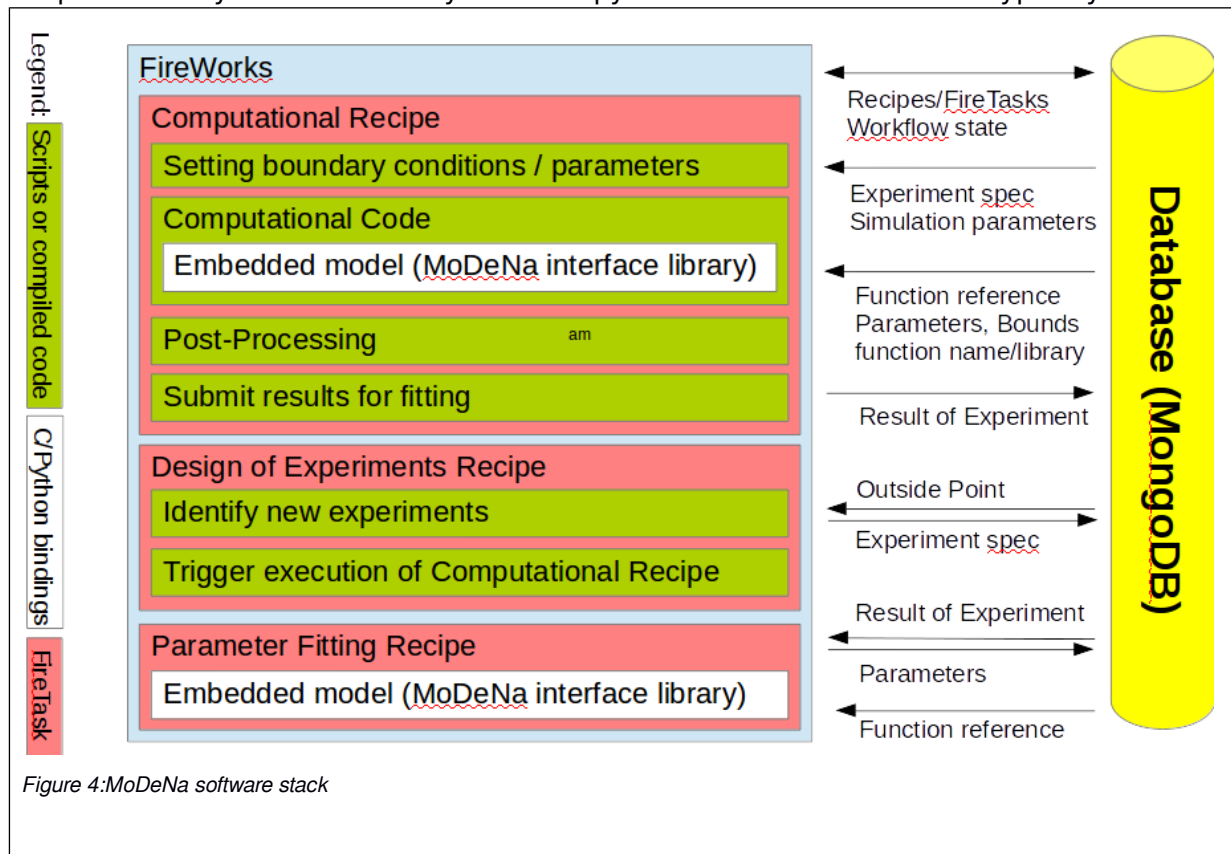 Legend:
Scripts or compiled code
C/Python bindings
FireTask
FireWorks
Computational Recipe
Setting boundary conditions / parameters
Computational Code
Embedded model (MoDeNa interface library)
Post-Processing
am
Submit results for fitting
Design of Experiments Recipe
Identify new experiments
Trigger execution of Computational Recipe
Parameter Fitting Recipe
Embedded model (MoDeNa interface library)
Recipes/FireTasks
Workflow state
Experiment spec
Simulation parameters
Function reference
Parameters, Bounds
function name/library
Result of Experiment
Outside Point
Experiment spec
Result of Experiment
Parameters
Function reference
Database (MongoDB)
Figure 4:MoDeNa software stack